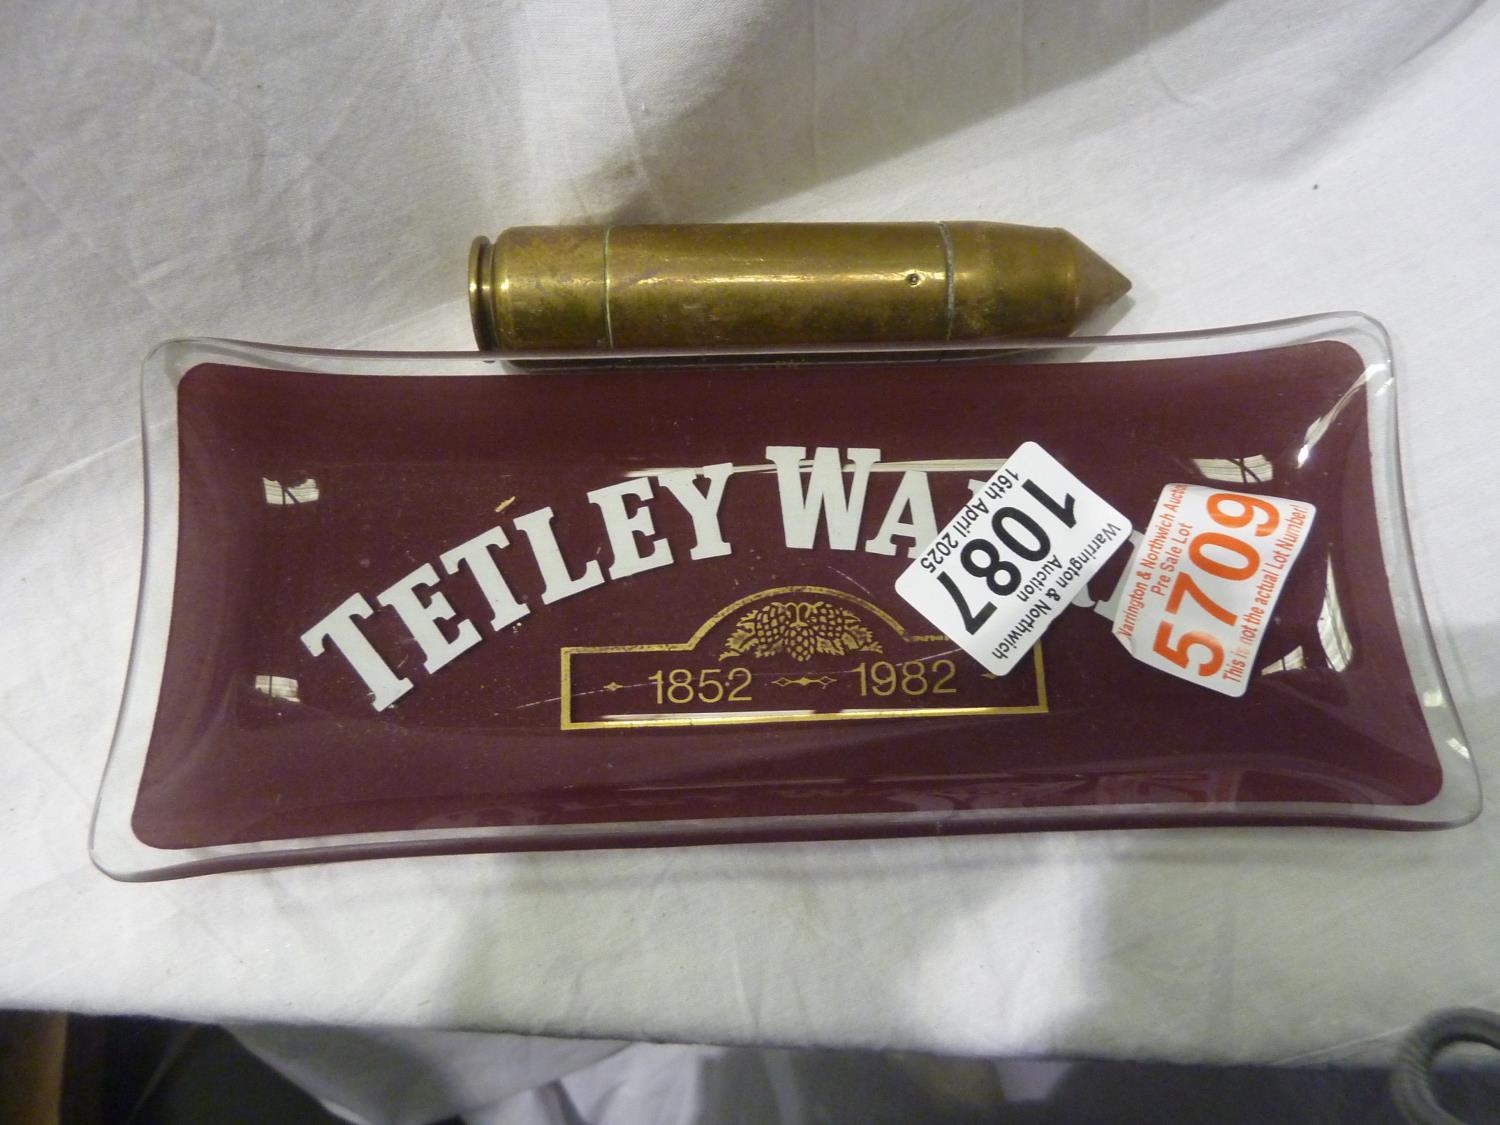 TETLEY WA
1852 1982
1087
16th April 2025
Warrington & Northwich
Auction
Warrington & Northwich Aucti
Pre Sale Lot
5709
This is not the actual Lot Number!